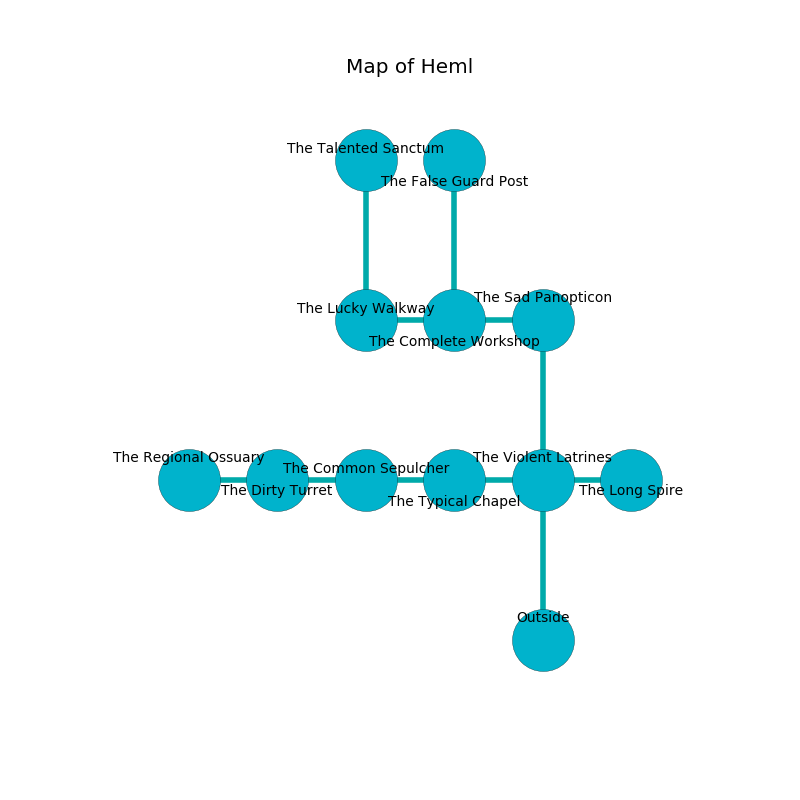 Map of Heml
The Talented Sanctum
The False Guard Post
The Sad Panopticon
The Lucky Walkway
The Complete Workshop
The Regional Ossuary
The Violent Latrines
The Common Sepulcher
The Dirty Turret
The Long Spire
The Typical Chapel
Outside